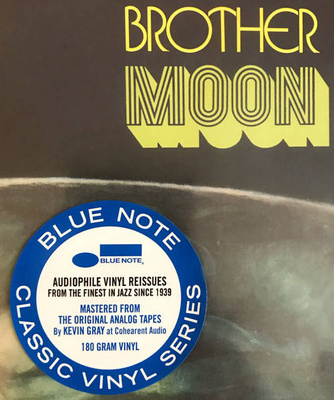 BROTHER
MOON
BLUE NOTE
BLUE NOTE®
AUDIOPHILE VINYL REISSUES
FROM THE FINEST IN JAZZ SINCE 1939
MASTERED FROM
THE ORIGINAL ANALOG TAPES
By KEVIN GRAY at Cohearent Audio
180 GRAM VINYL
CLASSIC VINYL SERIES